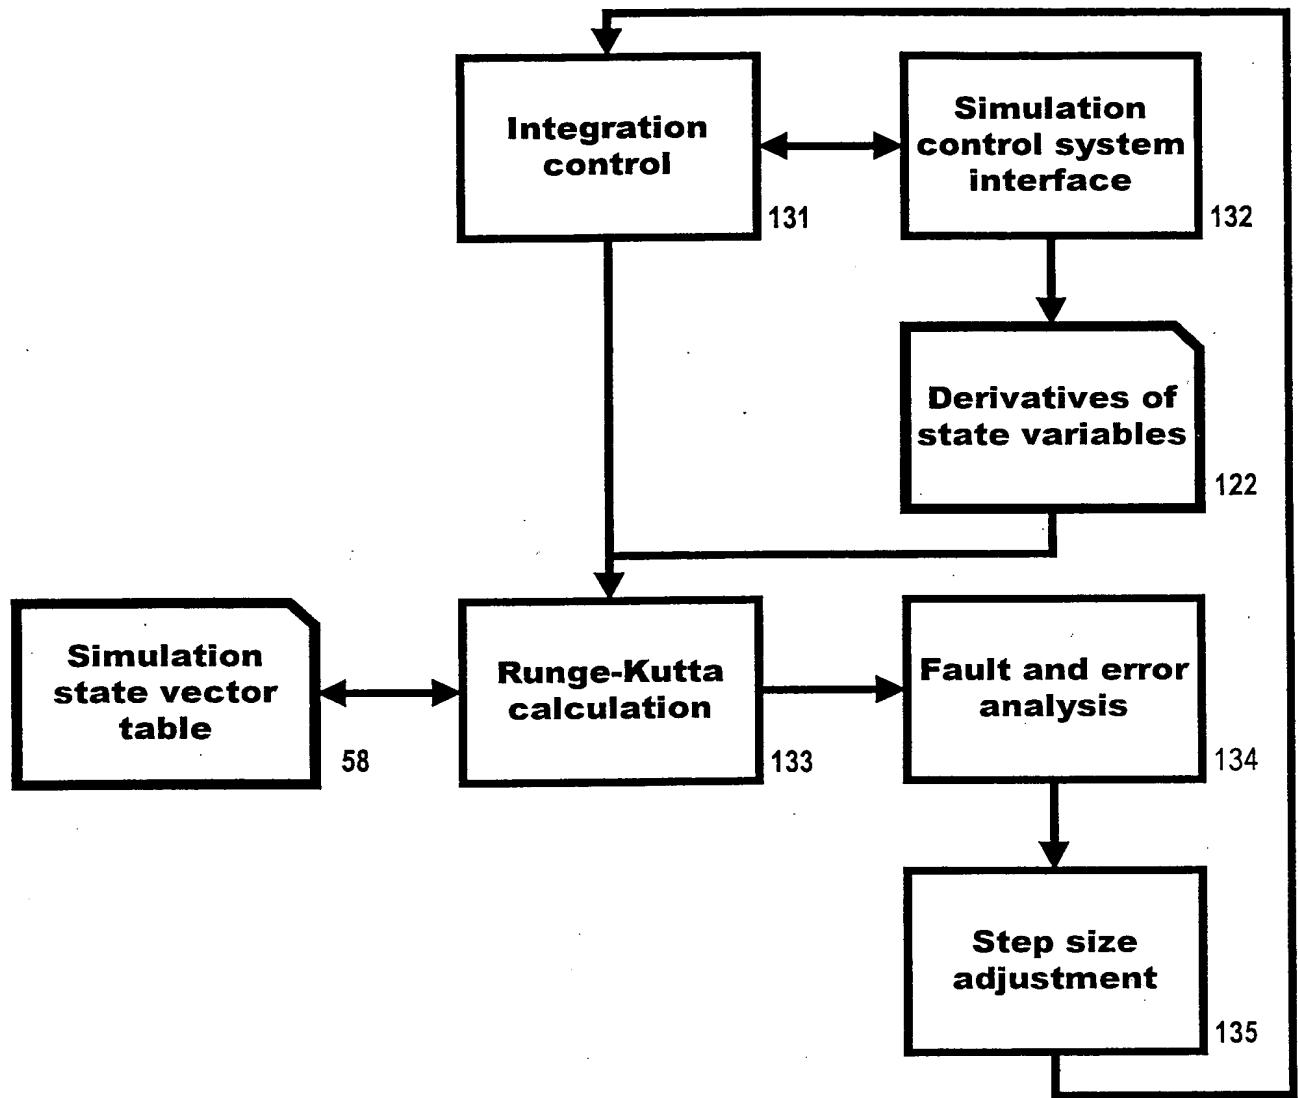 Integration
control
131
Simulation
control system
interface
132
Derivatives of
state variables
122
Simulation
state vector
table
58
Runge-Kutta
calculation
133
Fault and error
analysis
134
Step size
adjustment
135